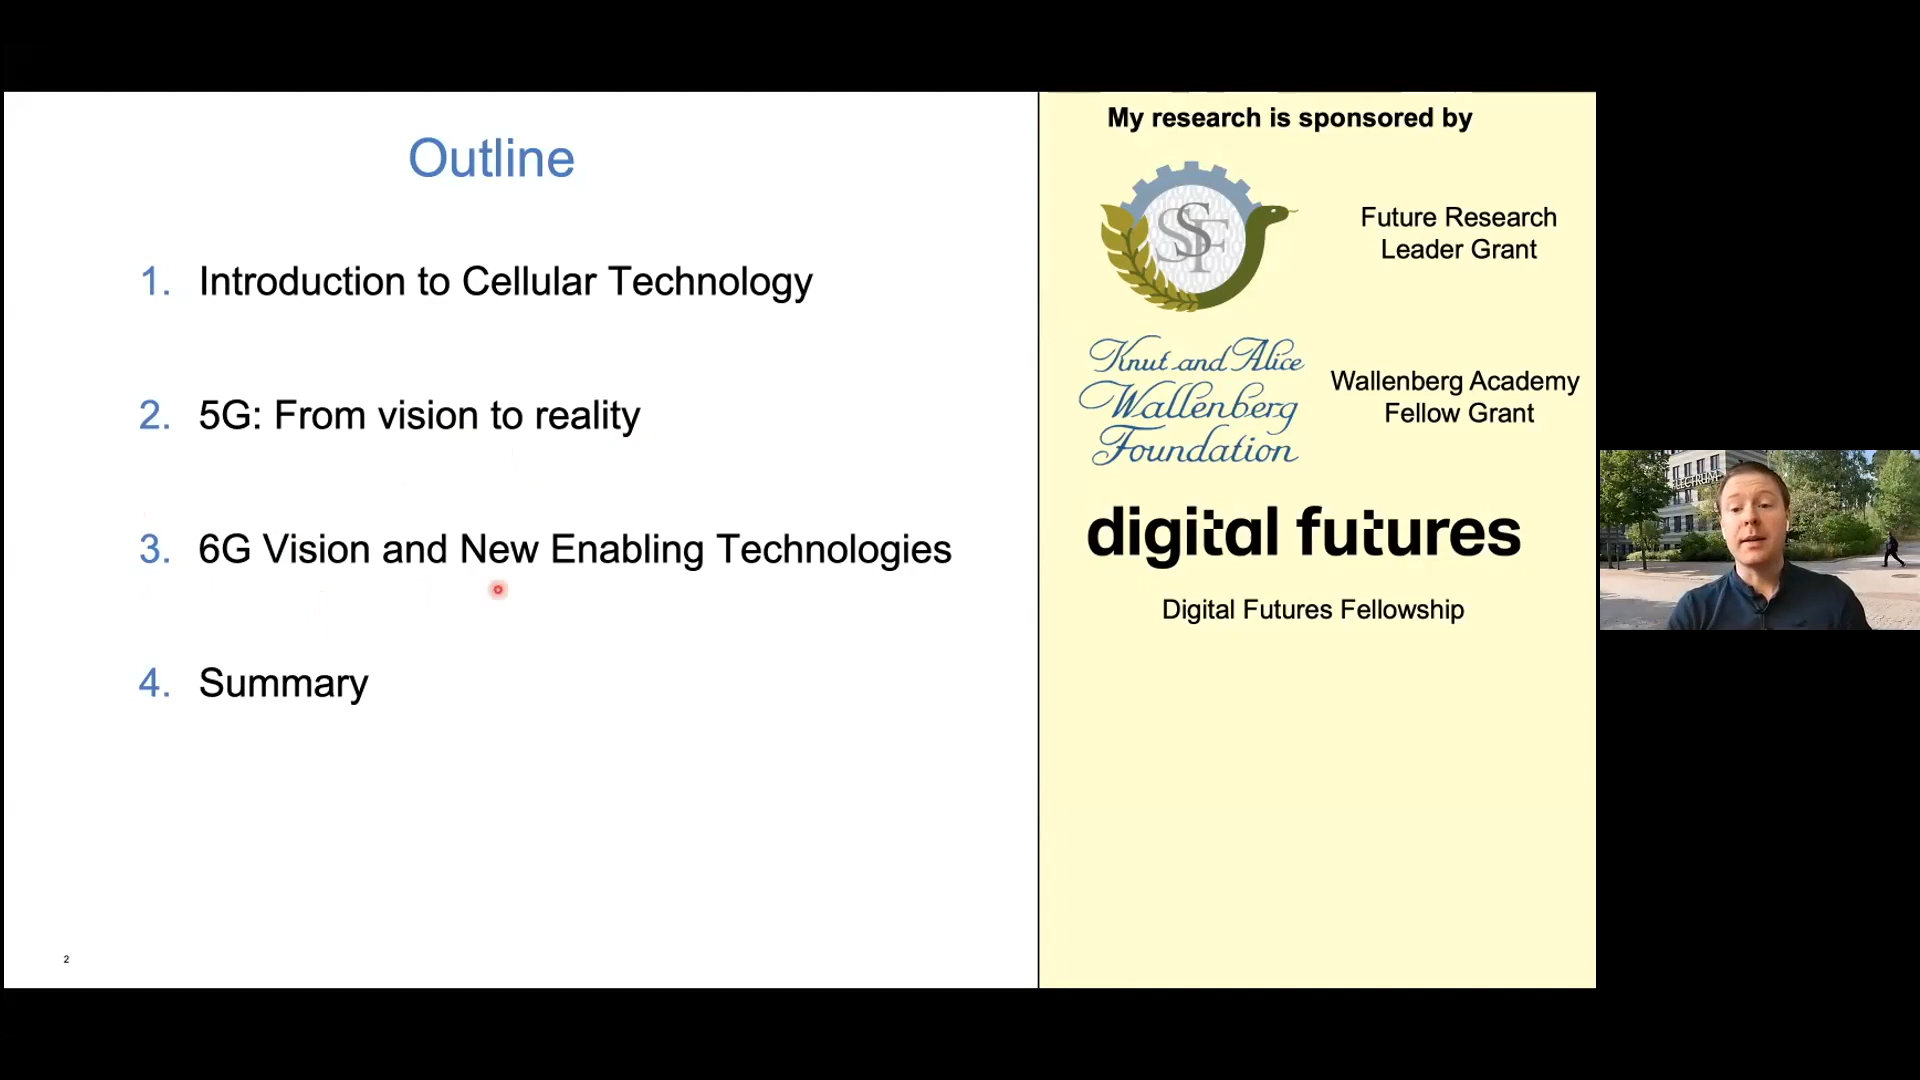 Outline
1. Introduction to Cellular Technology
2. 5G: From vision to reality
3. 6G Vision and New Enabling Technologies
4. Summary
2
My research is sponsored by
SSF
Future Research
Leader Grant
Knut and Alice
Wallenberg
Foundation
Wallenberg Academy
Fellow Grant
digital futures
Digital Futures Fellowship